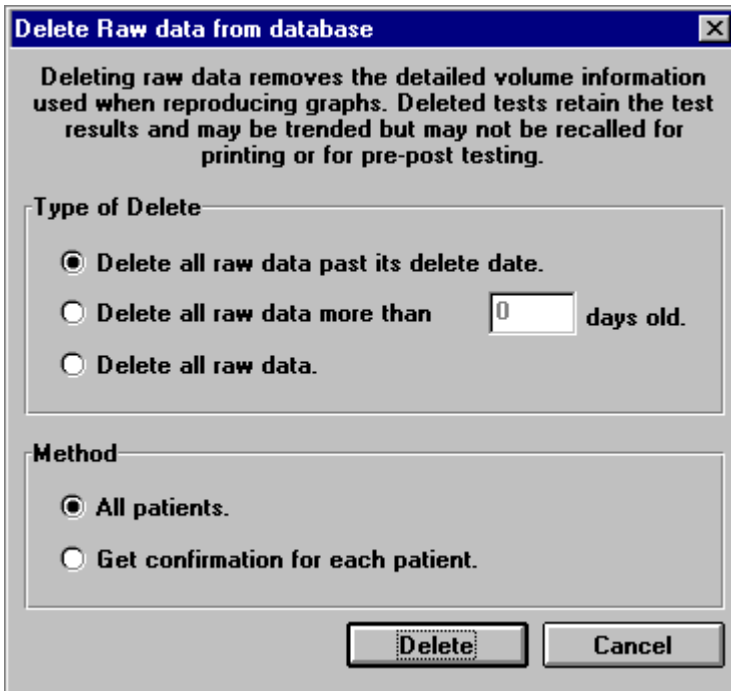 Delete Raw data from database
Deleting raw data removes the detailed volume information
used when reproducing graphs. Deleted tests retain the test
results and may be trended but may not be recalled for
printing or for pre-post testing.
Type of Delete
Delete all raw data past its delete date.
Delete all raw data more than 0 days old.
Delete all raw data.
Method
All patients.
Get confirmation for each patient.
Delete Cancel